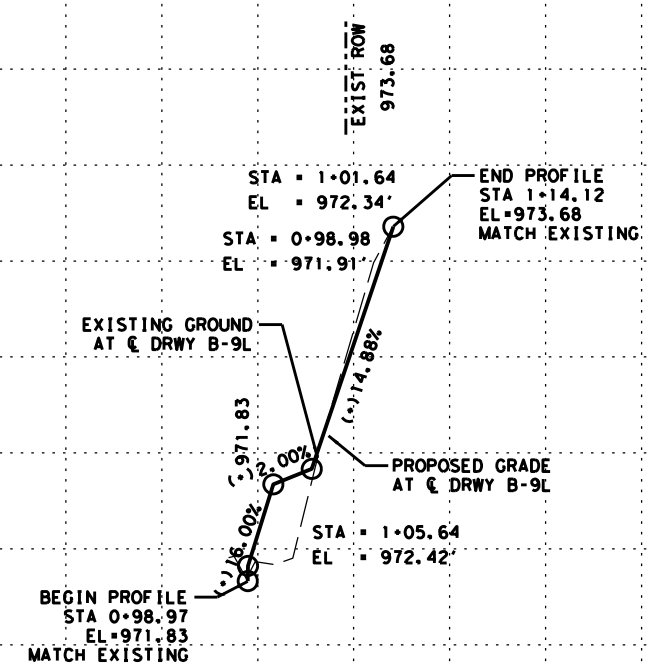 EXIST ROW
973.68
STA = 1+01.64
EL = 972.34'
STA = 0+98.98
EL = 971.91'
END PROFILE
STA 1+14.12
EL=973.68
MATCH EXISTING
EXISTING GROUND
AT ℄ DRWY B-9L
(+)14.88%
971.83
(+)2.00%
PROPOSED GRADE
AT ℄ DRWY B-9L
(+)16.00%
STA = 1+05.64
EL = 972.42'
BEGIN PROFILE
STA 0+98.97
EL=971.83
MATCH EXISTING